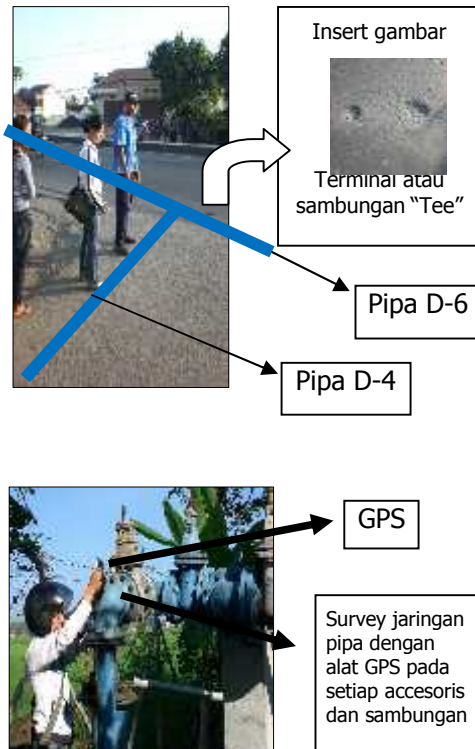 Insert gambar
Terminal atau
sambungan “Tee”
Pipa D-6
Pipa D-4
GPS
Survey jaringan
pipa dengan
alat GPS pada
setiap accesoris
dan sambungan